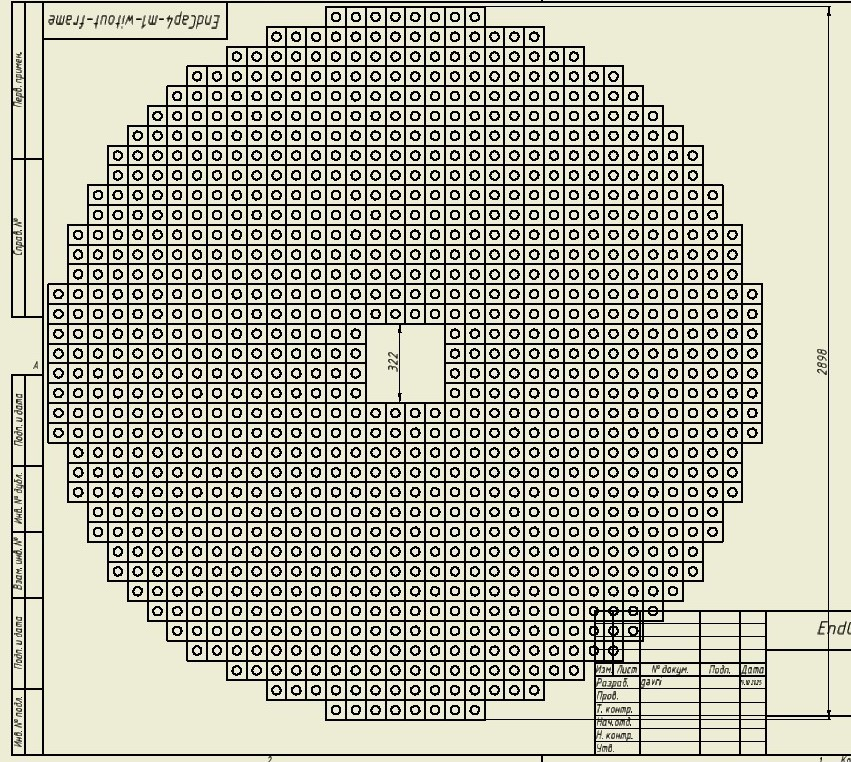 EndCap4-m1-witout-frame
Перв. примен.
Справ. №
A
322
2898
Подп. и дата
Инв. № дубл.
Взам. инв. №
Подп. и дата
Инв. № подл.
Изм. Лист № докум. Подп. Дата
Разраб. gavri
Пров.
Т. контр.
Нач.отд.
Н. контр.
Утв.
2
1